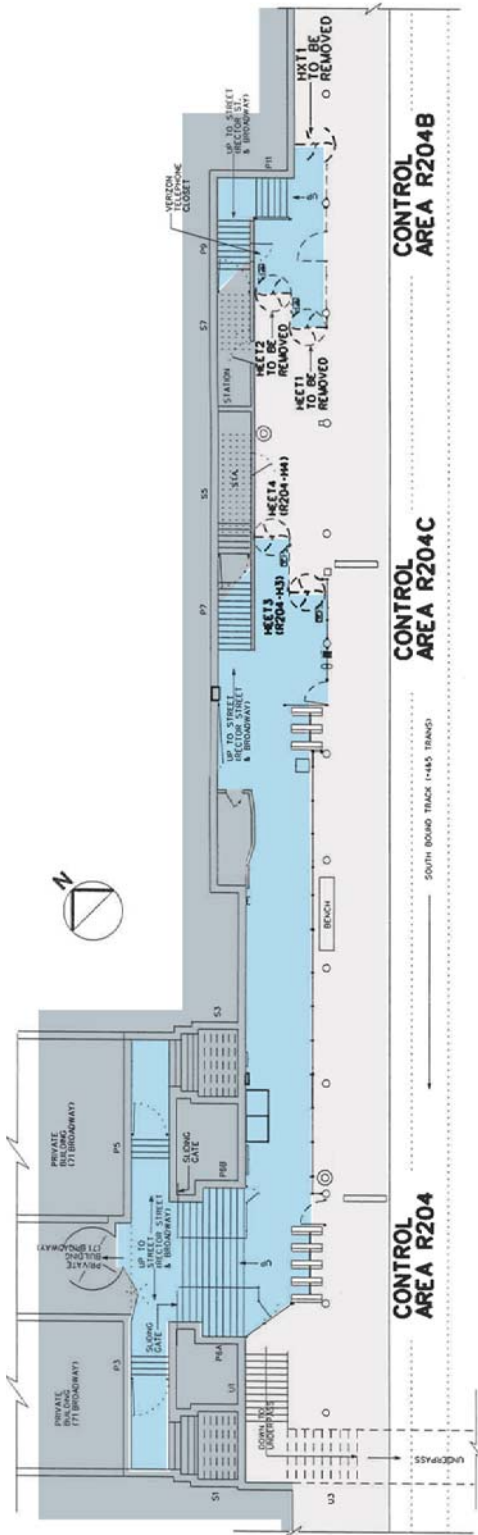 PRIVATE
BUILDING
(71 BROADWAY)
PRIVATE
BUILDING
(71 BROADWAY)
PRIVATE
BUILDING
(71 BROADWAY)
P3
P5
SLIDING
GATE
UP TO
STREET
(RECTOR STREET
& BROADWAY)
SLIDING
GATE
P6A
P6B
S1
U1
S3
N
UP TO STREET
(RECTOR STREET
& BROADWAY)
P7
S5
S7
P9
P11
STA.
STATION
VERIZON
TELEPHONE
CLOSET
UP TO STREET
(RECTOR ST.
& BROADWAY)
HEET3
(R204-H3)
HEET4
(R204-H4)
HEET2
TO BE
REMOVED
HEET1
TO BE
REMOVED
HXT1
TO BE
REMOVED
DOWN TO
UNDERPASS
UNDERPASS
BENCH
CONTROL
AREA R204
CONTROL
AREA R204C
CONTROL
AREA R204B
SOUTH BOUND TRACK (•4&5 TRANS)